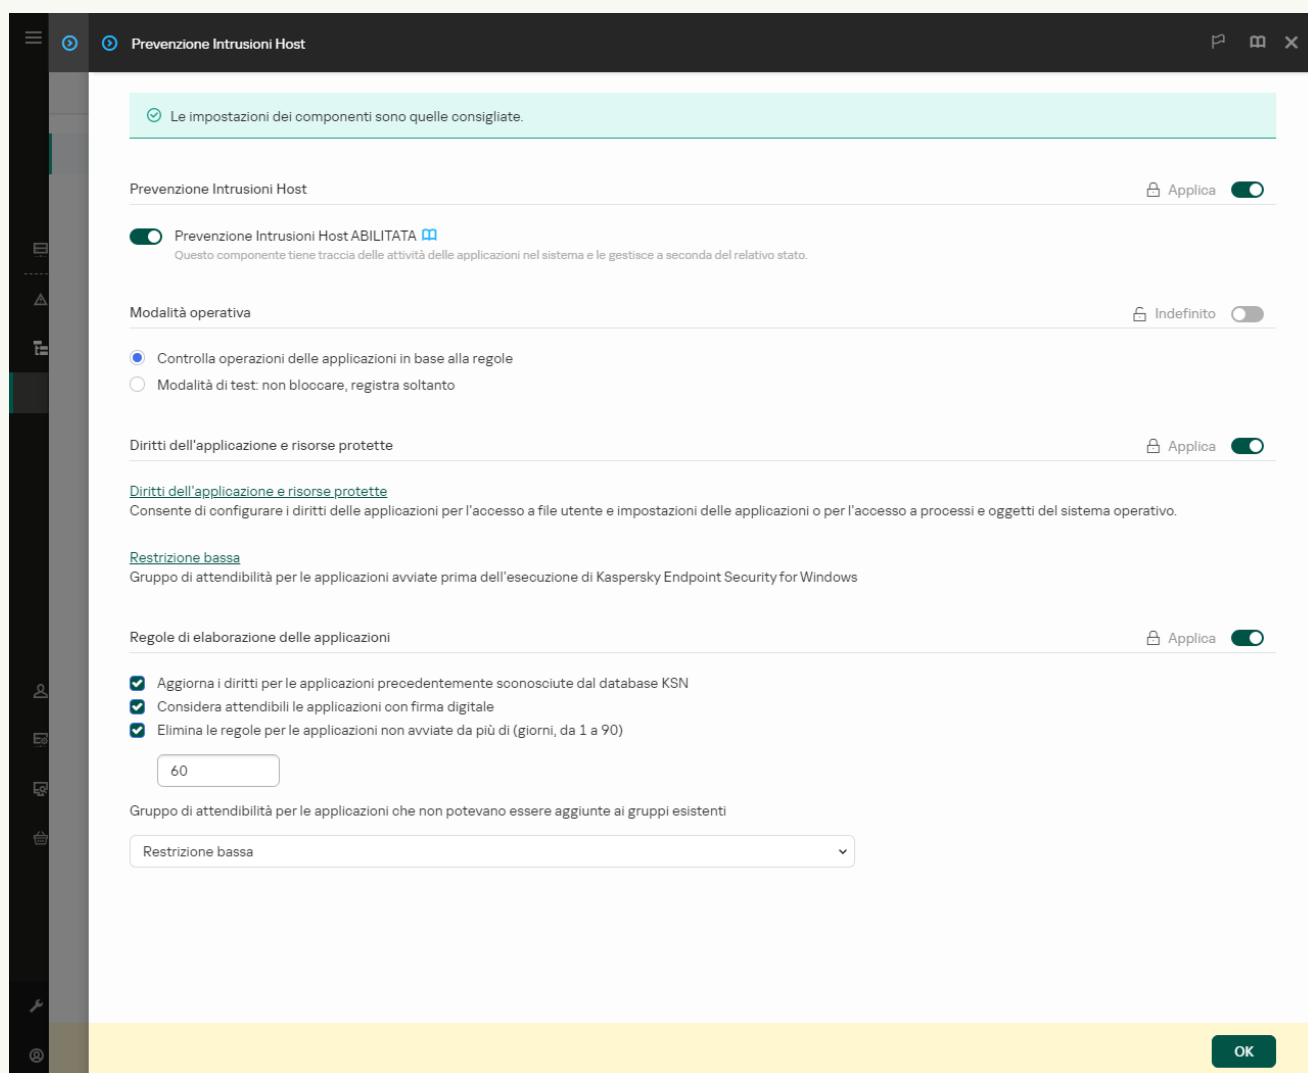 Prevenzione Intrusioni Host
Le impostazioni dei componenti sono quelle consigliate.
Prevenzione Intrusioni Host
Applica
Prevenzione Intrusioni Host ABILITATA
Questo componente tiene traccia delle attività delle applicazioni nel sistema e le gestisce a seconda del relativo stato.
Modalità operativa
Indefinito
Controlla operazioni delle applicazioni in base alla regole
Modalità di test: non bloccare, registra soltanto
Diritti dell'applicazione e risorse protette
Applica
Diritti dell'applicazione e risorse protette
Consente di configurare i diritti delle applicazioni per l'accesso a file utente e impostazioni delle applicazioni o per l'accesso a processi e oggetti del sistema operativo.
Restrizione bassa
Gruppo di attendibilità per le applicazioni avviate prima dell'esecuzione di Kaspersky Endpoint Security for Windows
Regole di elaborazione delle applicazioni
Applica
Aggiorna i diritti per le applicazioni precedentemente sconosciute dal database KSN
Considera attendibili le applicazioni con firma digitale
Elimina le regole per le applicazioni non avviate da più di (giorni, da 1 a 90)
60
Gruppo di attendibilità per le applicazioni che non potevano essere aggiunte ai gruppi esistenti
Restrizione bassa
OK